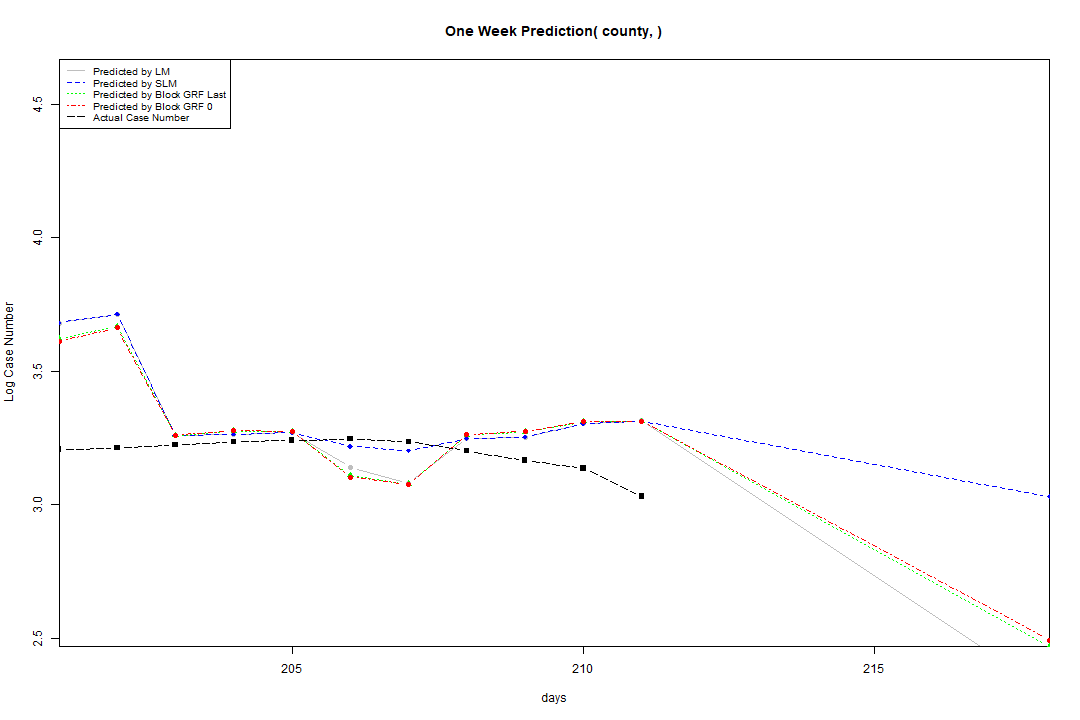 One Week Prediction( county, )
Predicted by LM
Predicted by SLM
Predicted by Block GRF Last
Predicted by Block GRF 0
Actual Case Number
4.5
4.0
3.5
3.0
2.5
Log Case Number
205 210 215
days